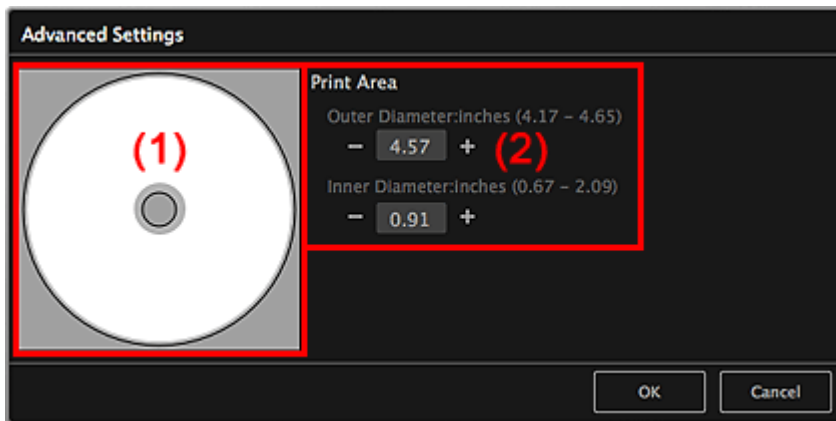 Advanced Settings
(1)
Print Area
Outer Diameter:inches (4.17 – 4.65)
− 4.57 + (2)
Inner Diameter:inches (0.67 – 2.09)
− 0.91 +
OK Cancel